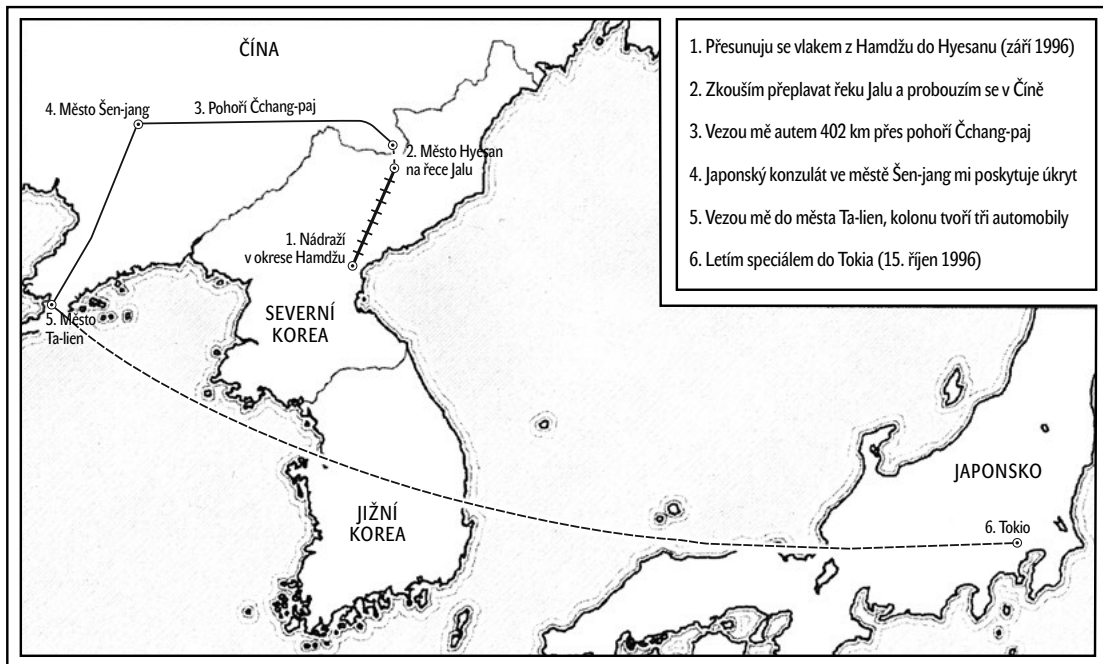 ČÍNA
4. Město Šen-jang
3. Pohoří Čchang-paj
2. Město Hyesan
na řece Jalu
1. Nádraží
v okrese Hamdžu
SEVERNÍ
KOREA
5. Město
Ta-lien
JIŽNÍ
KOREA
JAPONSKO
6. Tokio
1. Přesunuju se vlakem z Hamdžu do Hyesanu (září 1996)
2. Zkouším přeplavat řeku Jalu a probouzím se v Číně
3. Vezou mě autem 402 km přes pohoří Čchang-paj
4. Japonský konzulát ve městě Šen-jang mi poskytuje úkryt
5. Vezou mě do města Ta-lien, kolonu tvoří tři automobily
6. Letím speciálem do Tokia (15. říjen 1996)